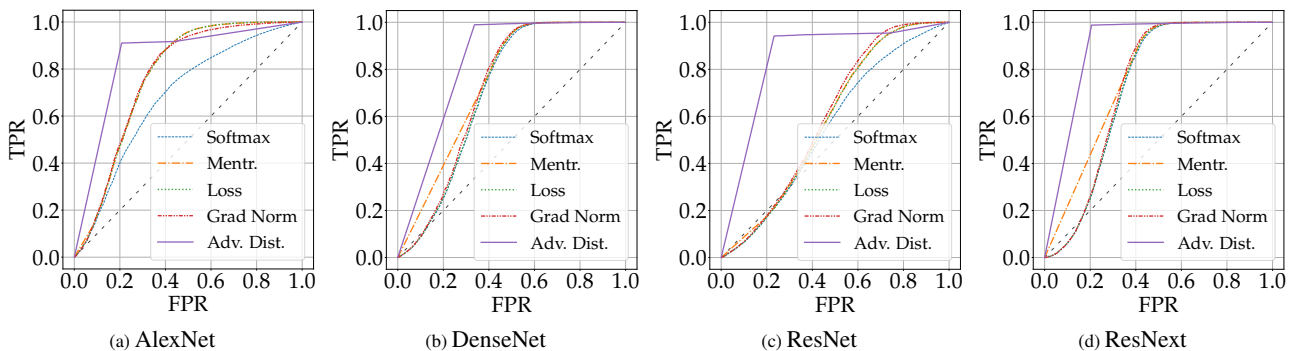 TPR
1.0
0.8
0.6
0.4
0.2
0.0
Softmax
Mentr.
Loss
Grad Norm
Adv. Dist.
0.0 0.2 0.4 0.6 0.8 1.0
FPR
(a) AlexNet
TPR
1.0
0.8
0.6
0.4
0.2
0.0
Softmax
Mentr.
Loss
Grad Norm
Adv. Dist.
0.0 0.2 0.4 0.6 0.8 1.0
FPR
(b) DenseNet
TPR
1.0
0.8
0.6
0.4
0.2
0.0
Softmax
Mentr.
Loss
Grad Norm
Adv. Dist.
0.0 0.2 0.4 0.6 0.8 1.0
FPR
(c) ResNet
TPR
1.0
0.8
0.6
0.4
0.2
0.0
Softmax
Mentr.
Loss
Grad Norm
Adv. Dist.
0.0 0.2 0.4 0.6 0.8 1.0
FPR
(d) ResNext